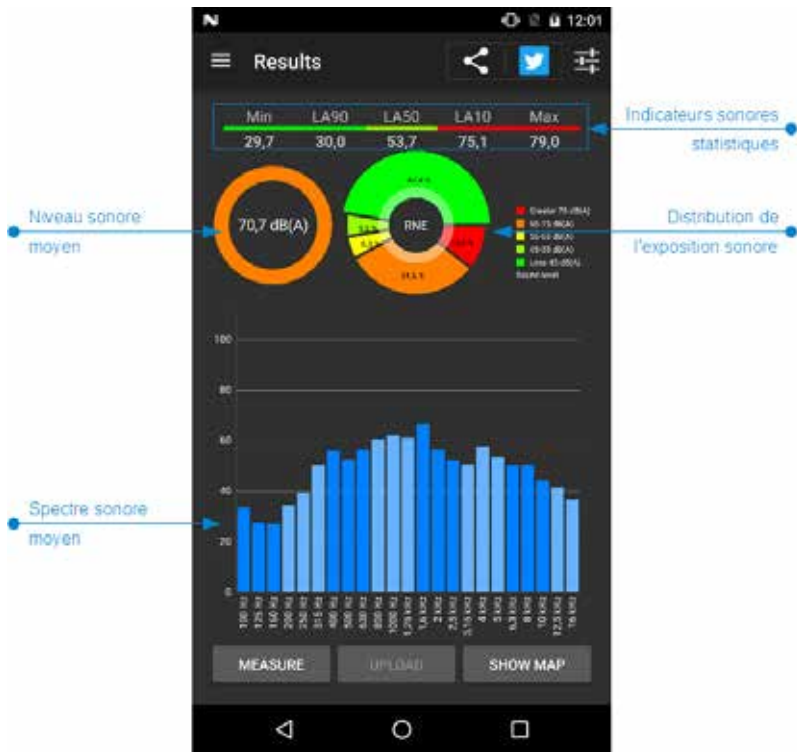 12:01
Results
Min LA90 LA50 LA10 Max
29,7 30,0 53,7 75,1 79,0
Indicateurs sonores
statistiques
Niveau sonore
moyen
70,7 dB(A)
RNE
Distribution de
l'exposition sonore
100
80
60
40
20
0
Spectre sonore
moyen
100 Hz
125 Hz
160 Hz
200 Hz
250 Hz
315 Hz
400 Hz
500 Hz
630 Hz
800 Hz
1000 Hz
1,25 kHz
1,6 kHz
2 kHz
2,5 kHz
3,15 kHz
4 kHz
5 kHz
6,3 kHz
8 kHz
10 kHz
12,5 kHz
16 kHz
MEASURE
UPLOAD
SHOW MAP